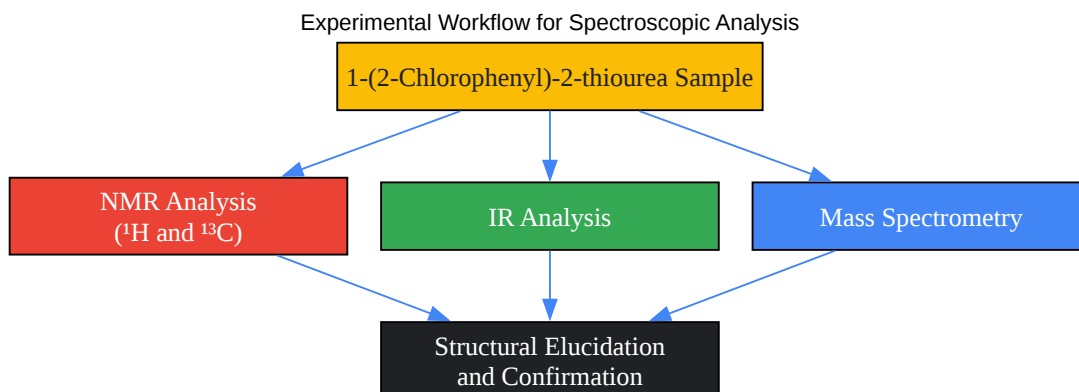 Experimental Workflow for Spectroscopic Analysis
1-(2-Chlorophenyl)-2-thiourea Sample
NMR Analysis
(¹H and ¹³C)
IR Analysis
Mass Spectrometry
Structural Elucidation
and Confirmation